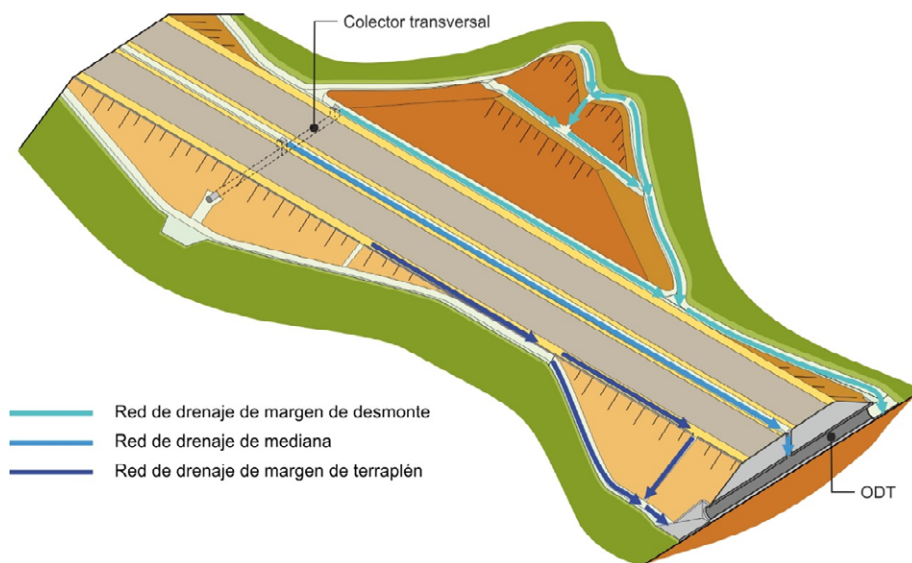 Colector transversal
Red de drenaje de margen de desmonte
Red de drenaje de mediana
Red de drenaje de margen de terraplén
ODT